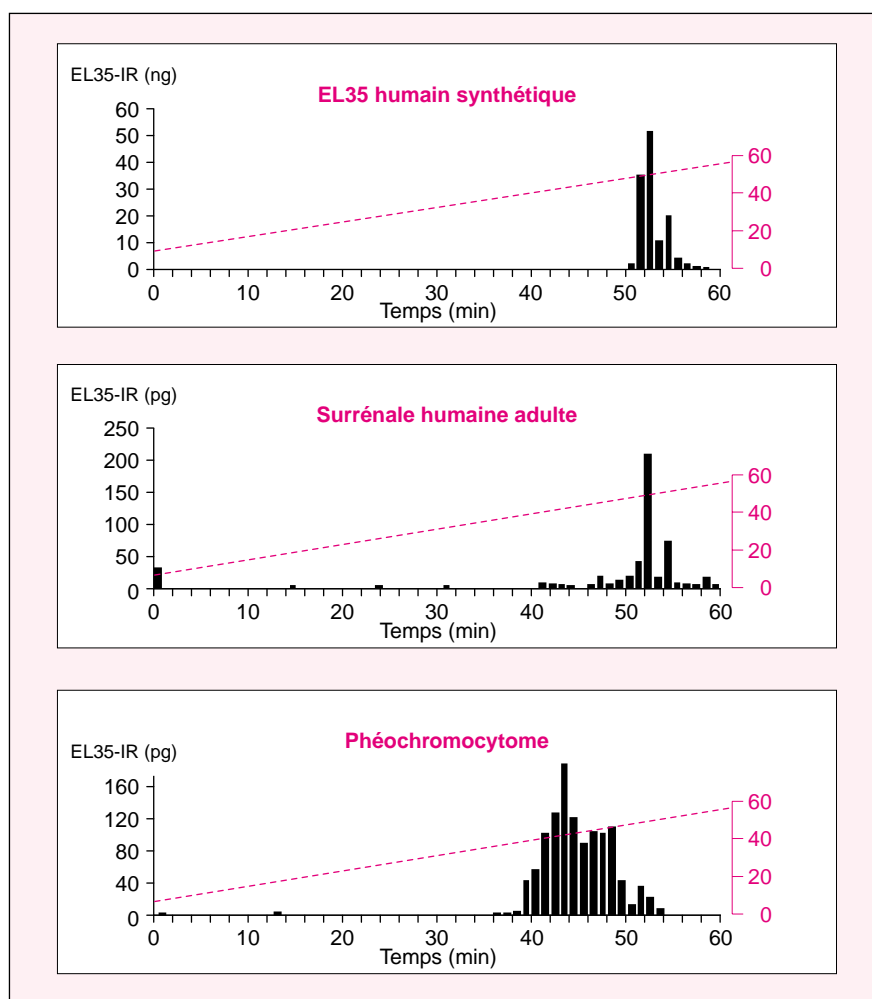 EL35-IR (ng)
EL35 humain synthétique
60
50
40
30
20
10
0
60
40
20
0
0 20 30 40 50 60
Temps (min)
EL35-IR (pg)
Surrénale humaine adulte
250
200
150
100
50
0
60
40
20
0
0 10 20 30 40 50 60
Temps (min)
EL35-IR (pg)
Phéochromocytome
160
120
80
40
0
60
40
20
0
0 10 20 30 40 50 60
Temps (min)